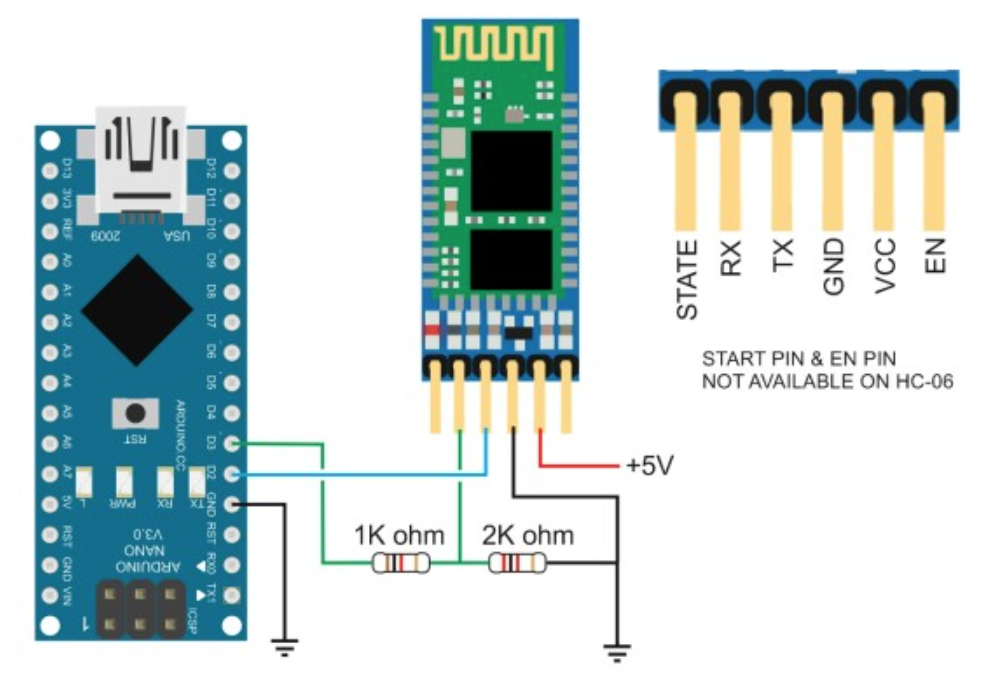 USA
2009
D13
3V3
REF
A0
A1
A2
A3
A4
A5
A6
A7
5V
RST
GND
VIN
D12
D11
D10
D9
D8
D7
D6
D5
D4
D3
D2
GND
RST
RX0
TX1
RST
ARDUINO.CC
TX
RX
PWR
L
ARDUINO
NANO
V3.0
ICSP
1
1K ohm
2K ohm
+5V
STATE
RX
TX
GND
VCC
EN
START PIN & EN PIN
NOT AVAILABLE ON HC-06